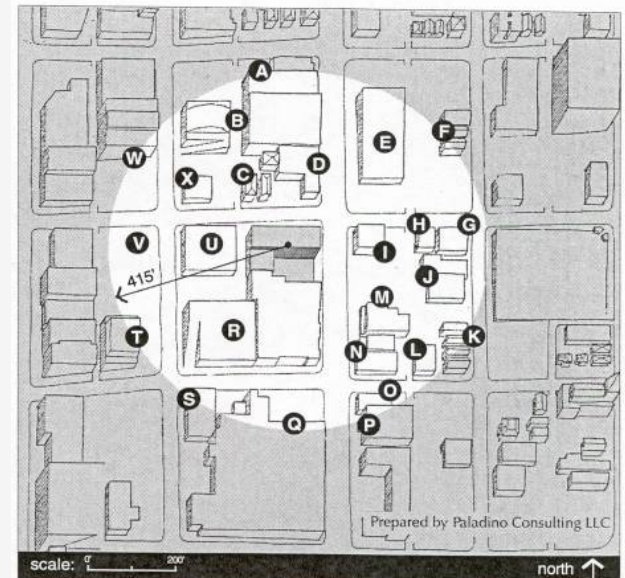 A
B
F
E
W
C
D
X
H
G
V
U
I
415'
J
M
T
R
K
N
L
S
O
Q
P
Prepared by Paladino Consulting LLC
scale: 0' 200'
north